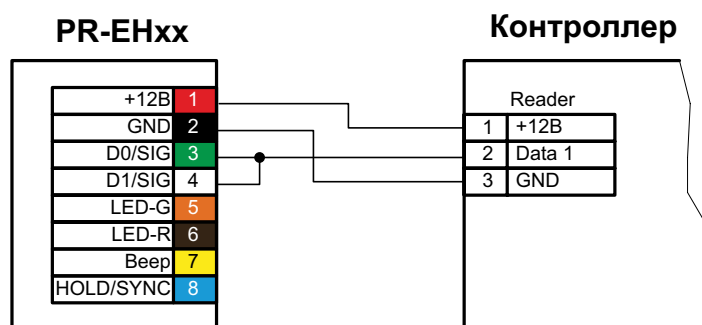 PR-EHxx
Контроллер
+12В 1
GND 2
D0/SIG 3
D1/SIG 4
LED-G 5
LED-R 6
Beep 7
HOLD/SYNC 8
Reader
1 +12В
2 Data 1
3 GND